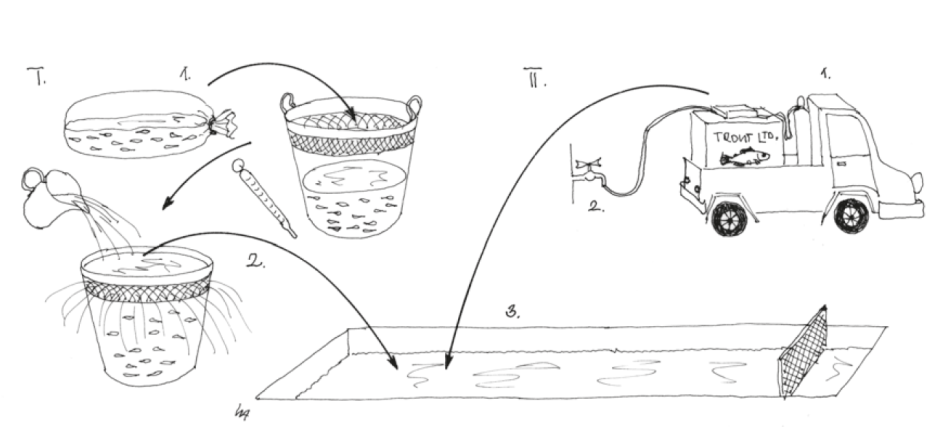 I.
1.
II.
1.
TROUT LTD.
2.
2.
3.